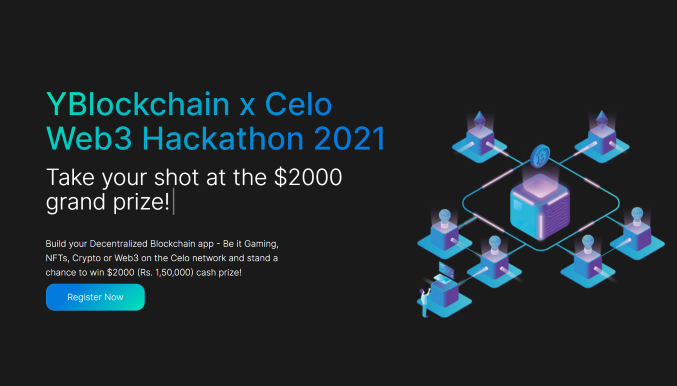 YBlockchain x Celo
Web3 Hackathon 2021
Take your shot at the $2000
grand prize!
Build your Decentralized Blockchain app - Be it Gaming,
NFTs, Crypto or Web3 on the Celo network and stand a
chance to win $2000 (Rs. 1,50,000) cash prize!
Register Now